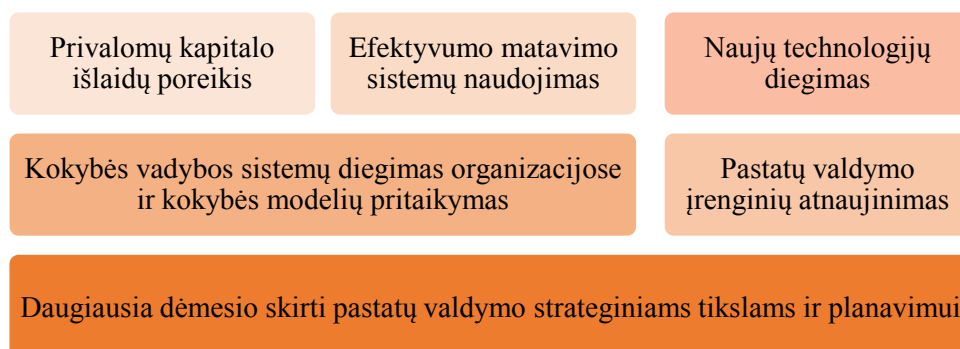 Privalomų kapitalo
išlaidų poreikis
Efektyvumo matavimo
sistemų naudojimas
Naujų technologijų
diegimas
Kokybės vadybos sistemų diegimas organizacijose
ir kokybės modelių pritaikymas
Pastatų valdymo
įrenginių atnaujinimas
Daugiausia dėmesio skirti pastatų valdymo strateginiams tikslams ir planavimui